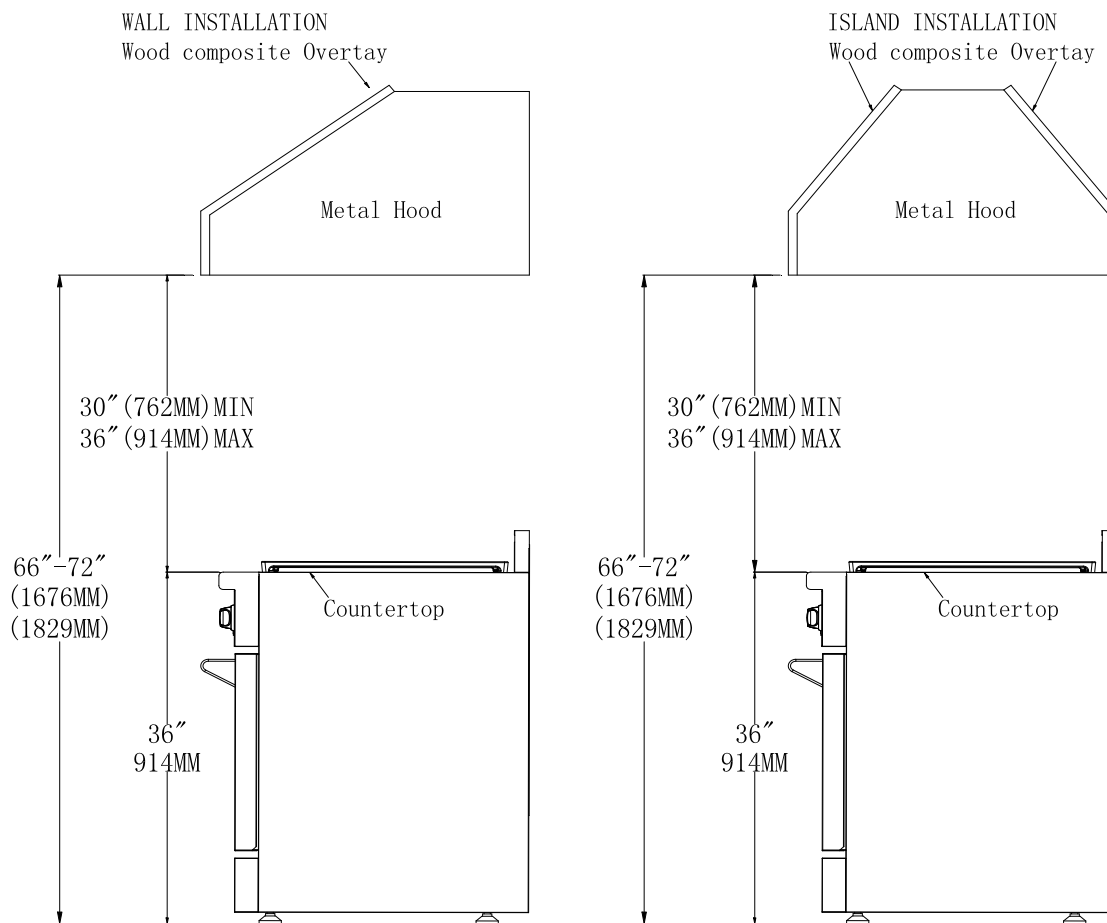 WALL INSTALLATION
Wood composite Overtay
Metal Hood
30″(762MM)MIN
36″(914MM)MAX
66″-72″
(1676MM)
(1829MM)
Countertop
36″
914MM
ISLAND INSTALLATION
Wood composite Overtay
Metal Hood
30″(762MM)MIN
36″(914MM)MAX
66″-72″
(1676MM)
(1829MM)
Countertop
36″
914MM